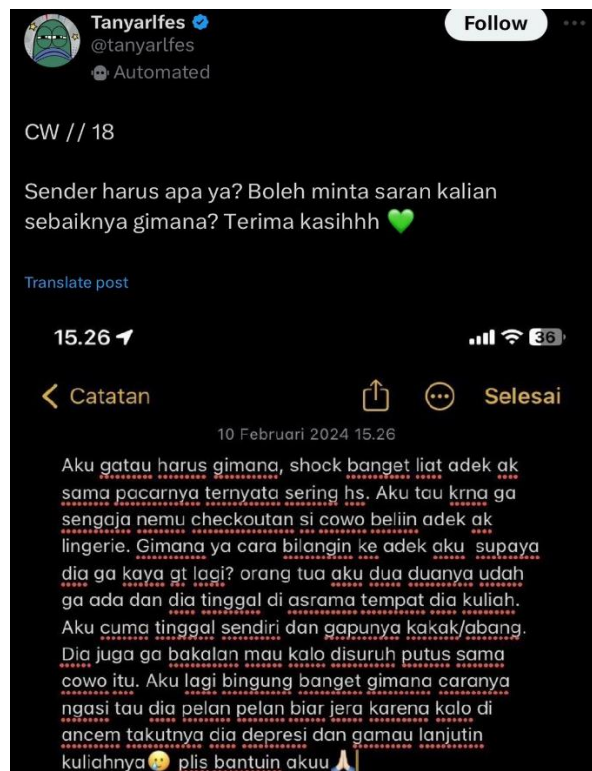 Tanyarlfes
Follow
@tanyarlfes
Automated
CW // 18
Sender harus apa ya? Boleh minta saran kalian
sebaiknya gimana? Terima kasihhh 💚
Translate post
15.26
36
Catatan
Selesai
10 Februari 2024 15.26
Aku gatau harus gimana, shock banget liat adek ak
sama pacarnya ternyata sering hs. Aku tau krna ga
sengaja nemu checkoutan si cowo beliin adek ak
lingerie. Gimana ya cara bilangin ke adek aku supaya
dia ga kaya gt lagi? orang tua aku dua duanya udah
ga ada dan dia tinggal di asrama tempat dia kuliah.
Aku cuma tinggal sendiri dan gapunya kakak/abang.
Dia juga ga bakalan mau kalo disuruh putus sama
cowo itu. Aku lagi bingung banget gimana caranya
ngasi tau dia pelan pelan biar jera karena kalo di
ancem takutnya dia depresi dan gamau lanjutin
kuliahnya🥲 plis bantuin akuu🙏🏻